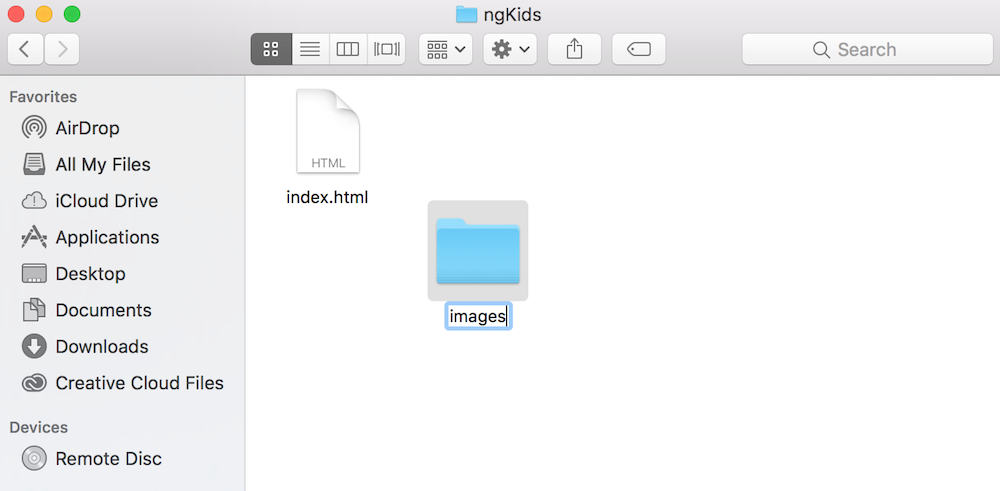 ngKids
Search
Favorites
AirDrop
All My Files
iCloud Drive
Applications
Desktop
Documents
Downloads
Creative Cloud Files
Devices
Remote Disc
HTML
index.html
images